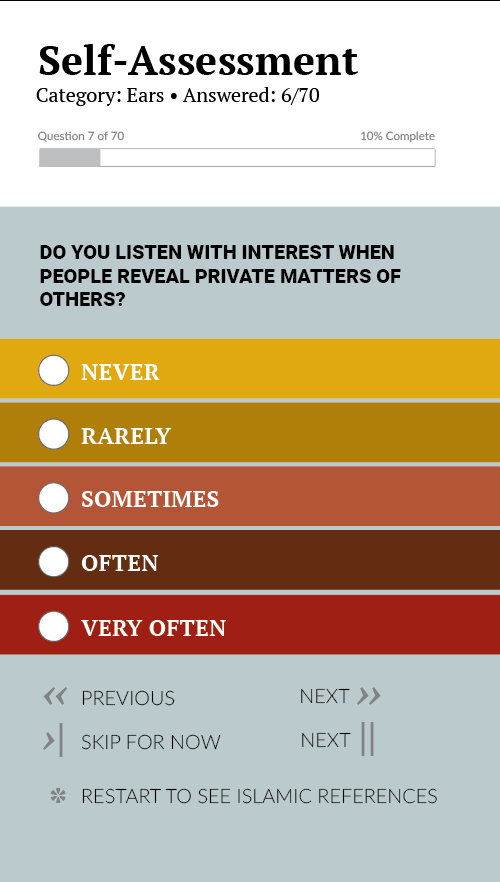 Self-Assessment
Category: Ears • Answered: 6/70
Question 7 of 70
10% Complete
DO YOU LISTEN WITH INTEREST WHEN
PEOPLE REVEAL PRIVATE MATTERS OF
OTHERS?
NEVER
RARELY
SOMETIMES
OFTEN
VERY OFTEN
PREVIOUS
NEXT
SKIP FOR NOW
NEXT
RESTART TO SEE ISLAMIC REFERENCES